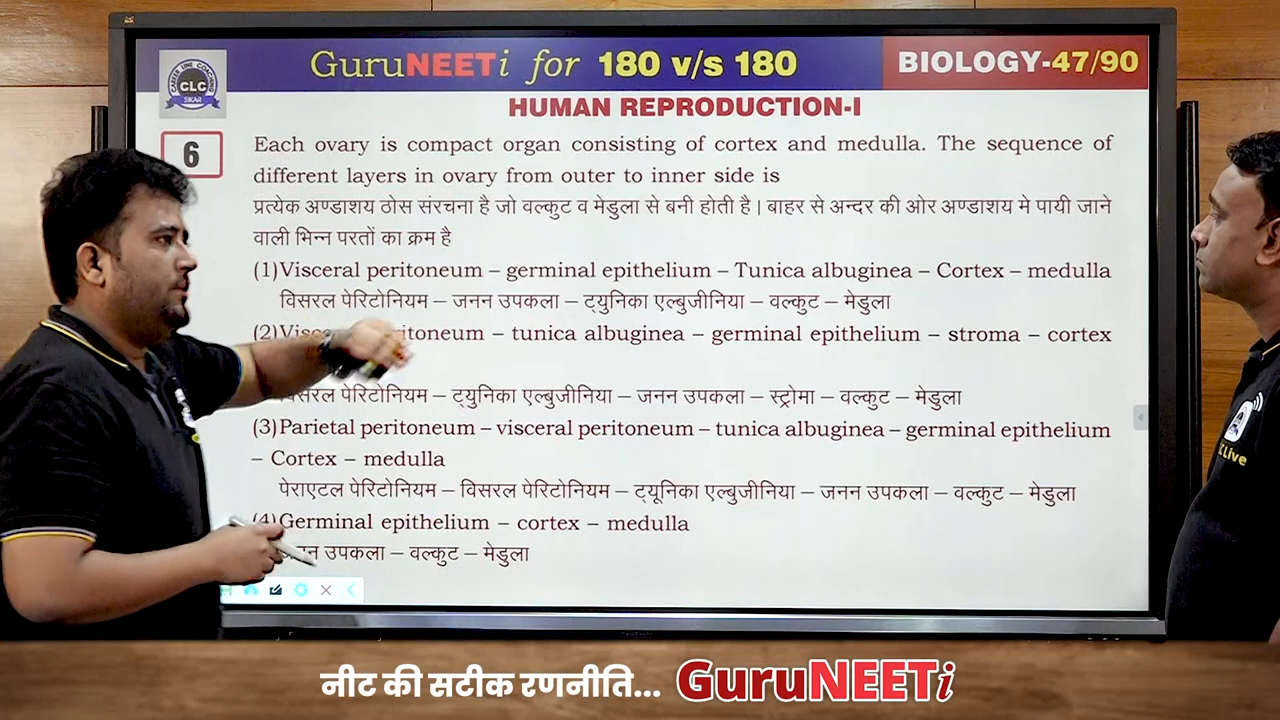 GuruNEETi for 180 v/s 180
BIOLOGY-47/90
CLC
SIKAR
HUMAN REPRODUCTION-I
6
Each ovary is compact organ consisting of cortex and medulla. The sequence of
different layers in ovary from outer to inner side is
प्रत्येक अण्डाशय ठोस संरचना है जो वल्कुट व मेडुला से बनी होती है। बाहर से अन्दर की ओर अण्डाशय मे पायी जाने
वाली भिन्न परतों का क्रम है
(1)Visceral peritoneum – germinal epithelium – Tunica albuginea – Cortex – medulla
विसरल पेरिटोनियम – जनन उपकला – ट्युनिका एल्बुजीनिया – वल्कुट – मेडुला
(2) – tunica albuginea – germinal epithelium – stroma – cortex
पेरिटोनियम – ट्युनिका एल्बुजीनिया – जनन उपकला – स्ट्रोमा – वल्कुट – मेडुला
(3)Parietal peritoneum – visceral peritoneum – tunica albuginea – germinal epithelium
– Cortex – medulla
पेराएटल पेरिटोनियम – विसरल पेरिटोनियम – ट्यूनिका एल्बुजीनिया – जनन उपकला – वल्कुट – मेडुला
(4)Germinal epithelium – cortex – medulla
उपकला – वल्कुट – मेडुला
Live
नीट की सटीक रणनीति... GuruNEETi